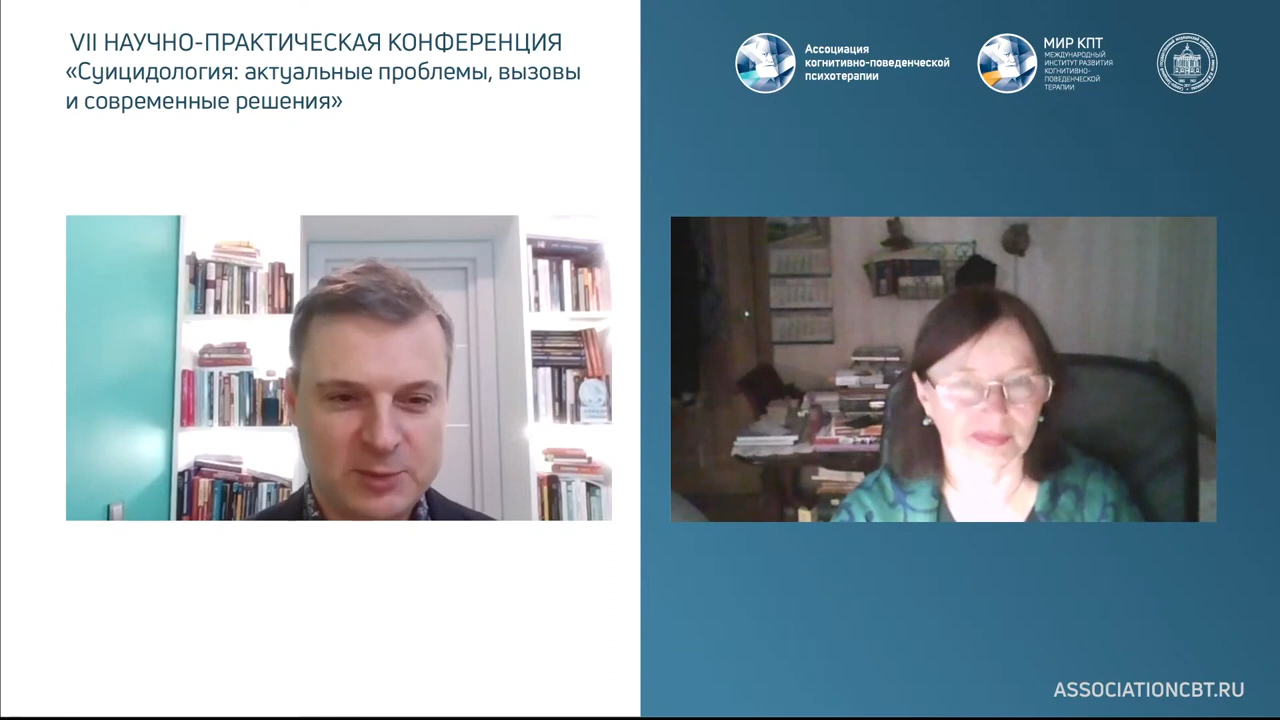 VII НАУЧНО-ПРАКТИЧЕСКАЯ КОНФЕРЕНЦИЯ
«Суицидология: актуальные проблемы, вызовы
и современные решения»
Ассоциация
когнитивно-поведенческой
психотерапии
МИР КПТ
МЕЖДУНАРОДНЫЙ
ИНСТИТУТ РАЗВИТИЯ
КОГНИТИВНО-
ПОВЕДЕНЧЕСКОЙ
ТЕРАПИИ
ASSOCIATIONCBT.RU